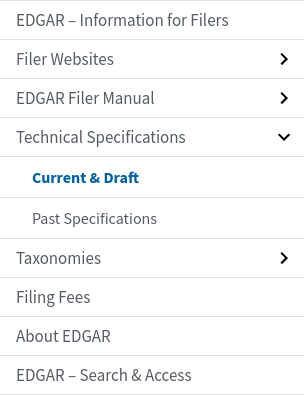 EDGAR – Information for Filers
Filer Websites
EDGAR Filer Manual
Technical Specifications
Current & Draft
Past Specifications
Taxonomies
Filing Fees
About EDGAR
EDGAR – Search & Access